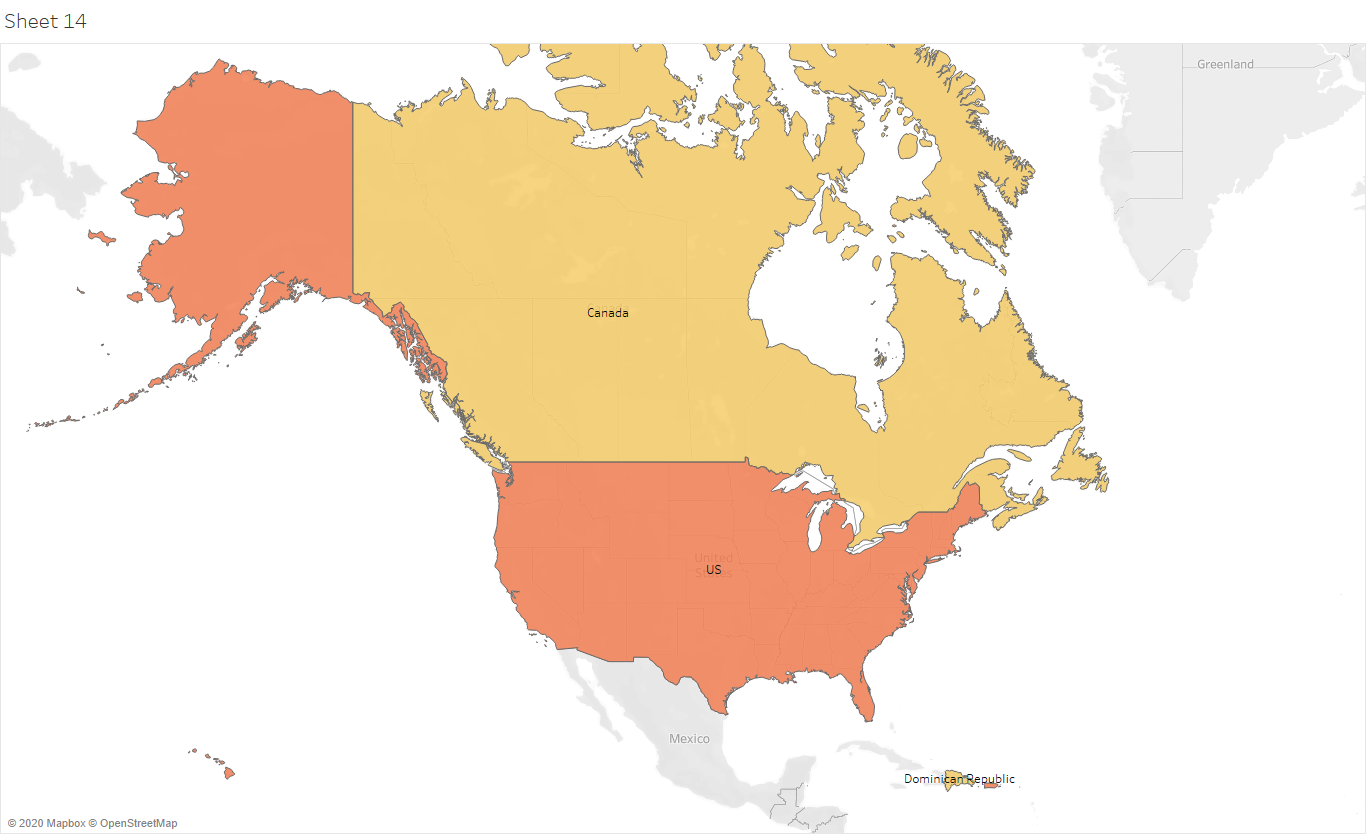 Sheet 14
Greenland
Canada
United
US
States
Mexico
Dominican Republic
© 2020 Mapbox © OpenStreetMap